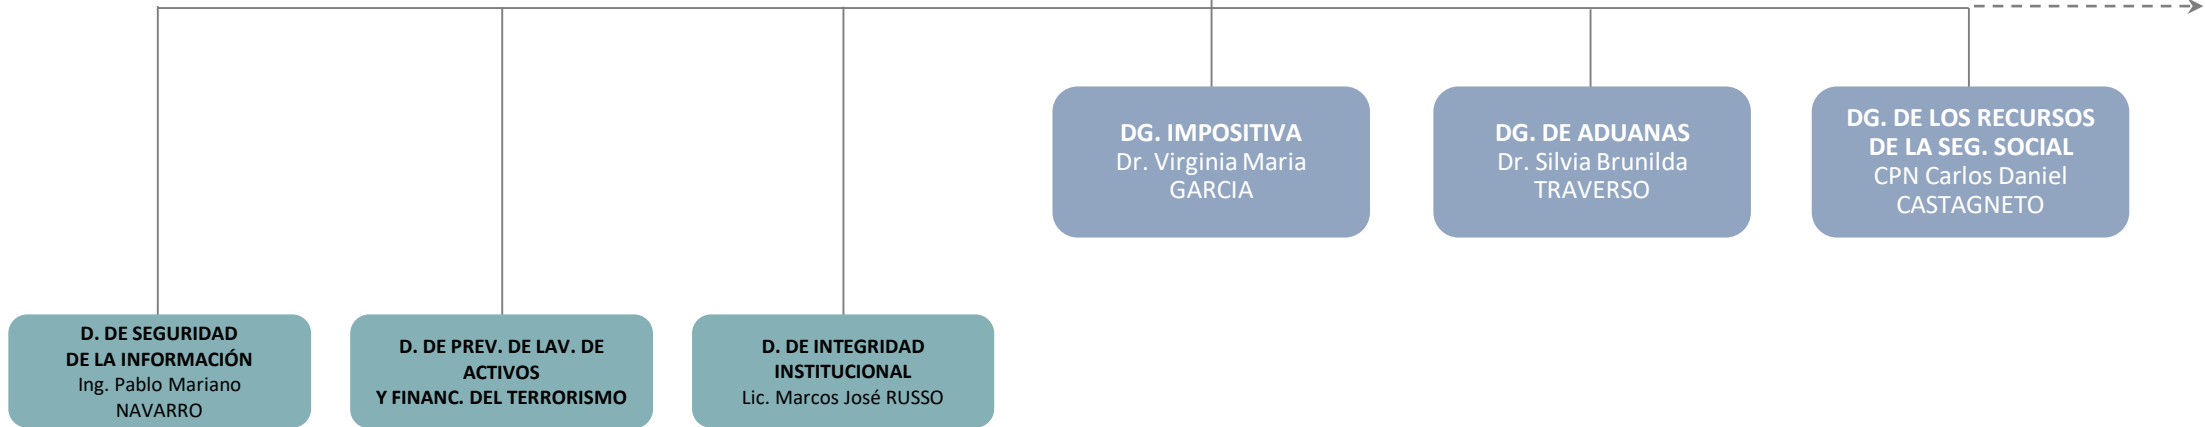 DG. IMPOSITIVA
Dr. Virginia Maria
GARCIA
DG. DE ADUANAS
Dr. Silvia Brunilda
TRAVERSO
DG. DE LOS RECURSOS
DE LA SEG. SOCIAL
CPN Carlos Daniel
CASTAGNETO
D. DE SEGURIDAD
DE LA INFORMACIÓN
Ing. Pablo Mariano
NAVARRO
D. DE PREV. DE LAV. DE
ACTIVOS
Y FINANC. DEL TERRORISMO
D. DE INTEGRIDAD
INSTITUCIONAL
Lic. Marcos José RUSSO